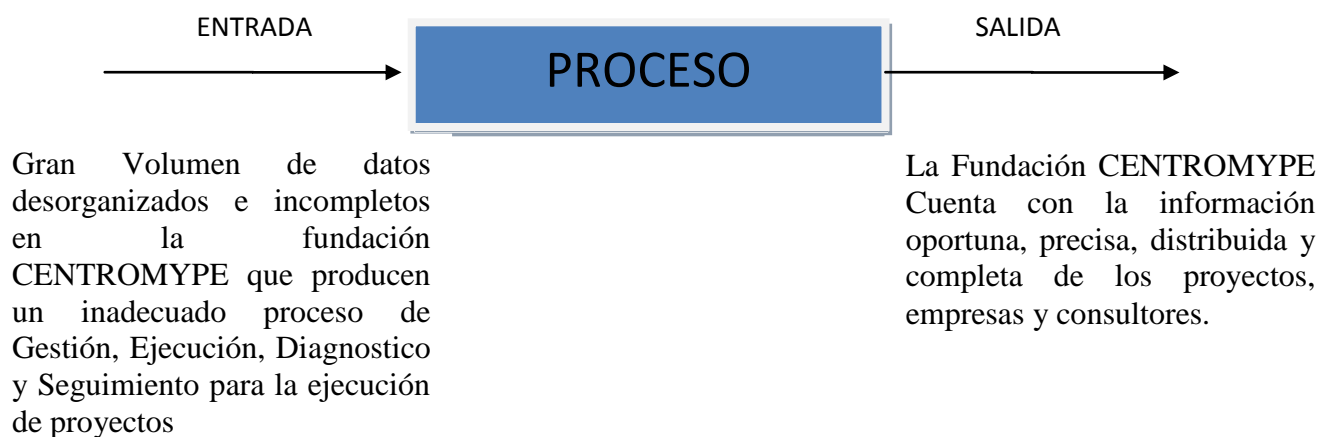 ENTRADA
PROCESO
SALIDA
Gran Volumen de datos
desorganizados e incompletos
en la fundación
CENTROMYPE que producen
un inadecuado proceso de
Gestión, Ejecución, Diagnostico
y Seguimiento para la ejecución
de proyectos
La Fundación CENTROMYPE
Cuenta con la información
oportuna, precisa, distribuida y
completa de los proyectos,
empresas y consultores.